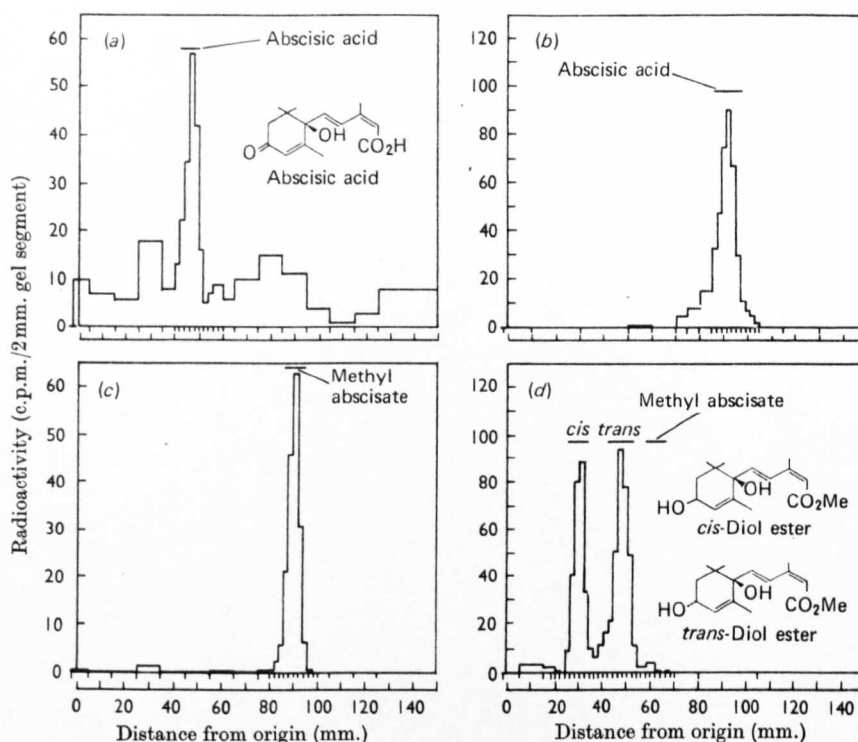 (a)
Abscisic acid
60
50
40
30
20
10
0
OH
CO₂H
O
Abscisic acid
(b)
Abscisic acid
120
100
80
60
40
20
0
(c)
Methyl
abscisate
60
50
40
30
20
10
0
0 20 40 60 80 100 120 140
Distance from origin (mm.)
(d)
Methyl abscisate
cis trans
120
100
80
60
40
20
0
OH
HO
CO₂Me
cis-Diol ester
OH
HO
CO₂Me
trans-Diol ester
0 20 40 60 80 100 120 140
Distance from origin (mm.)
Radioactivity (c.p.m./2 mm. gel segment)